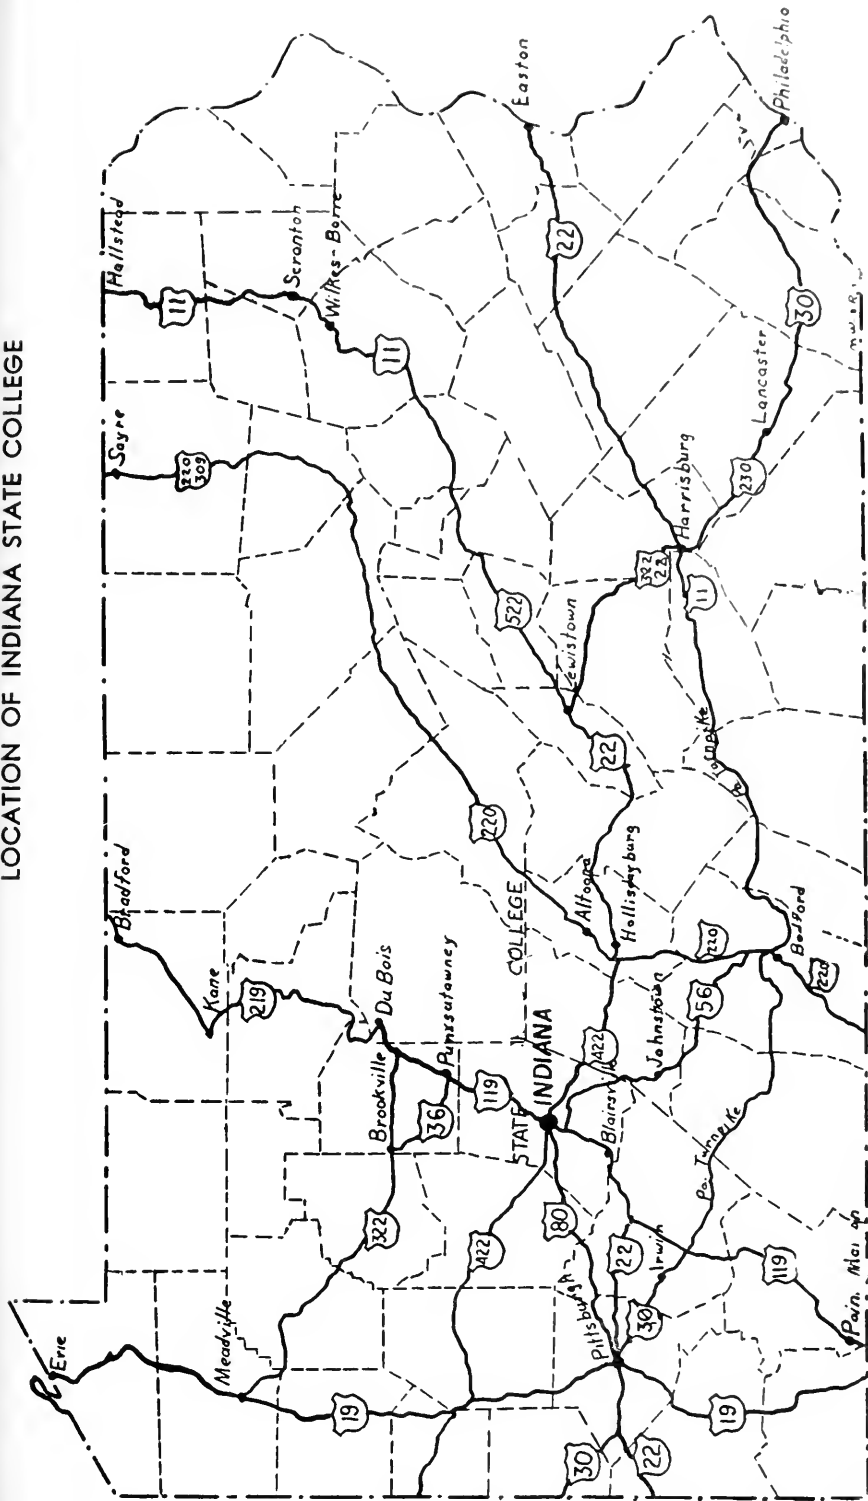 LOCATION OF INDIANA STATE COLLEGE
Erie
Meadville
19
322
Brookville
36
Punxsutawney
Du Bois
219
Kane
Bradford
Sayre
220
309
Hallstead
11
Scranton
Wilkes-Barre
11
522
Lewistown
220
Altoona
Hollisdayburg
22
322
22
Harrisburg
22
Easton
Philadelphia
30
Lancaster
230
11
Bedford
220
220
56
Johnstown
422
STATE COLLEGE
INDIANA
119
Blairsville
422
80
Pittsburgh
22
30
Irwin
Pa. Turnpike
119
19
30
22